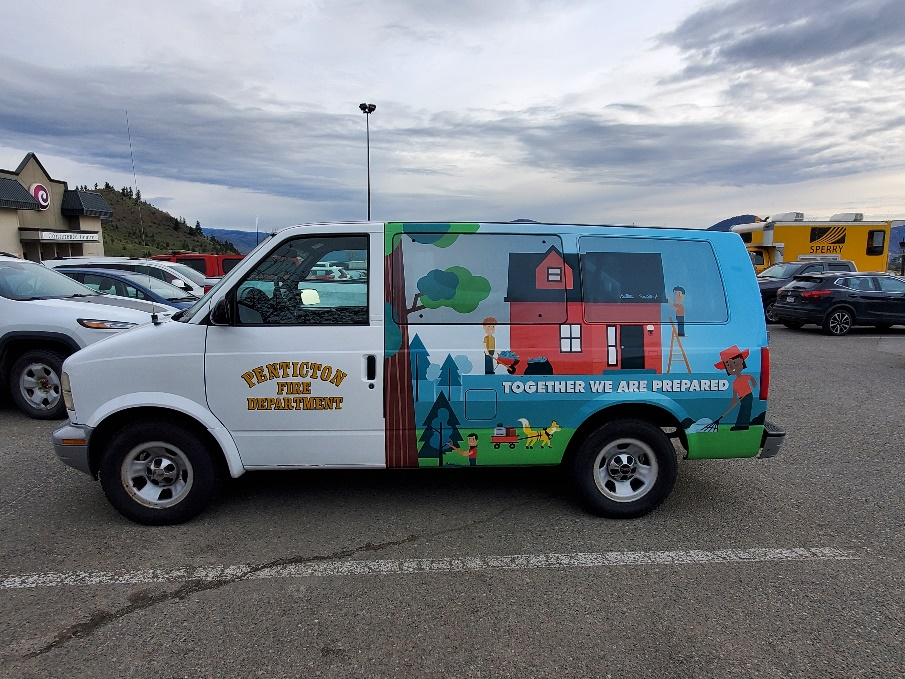 PENTICTON
FIRE
DEPARTMENT
TOGETHER WE ARE PREPARED
SPERRY